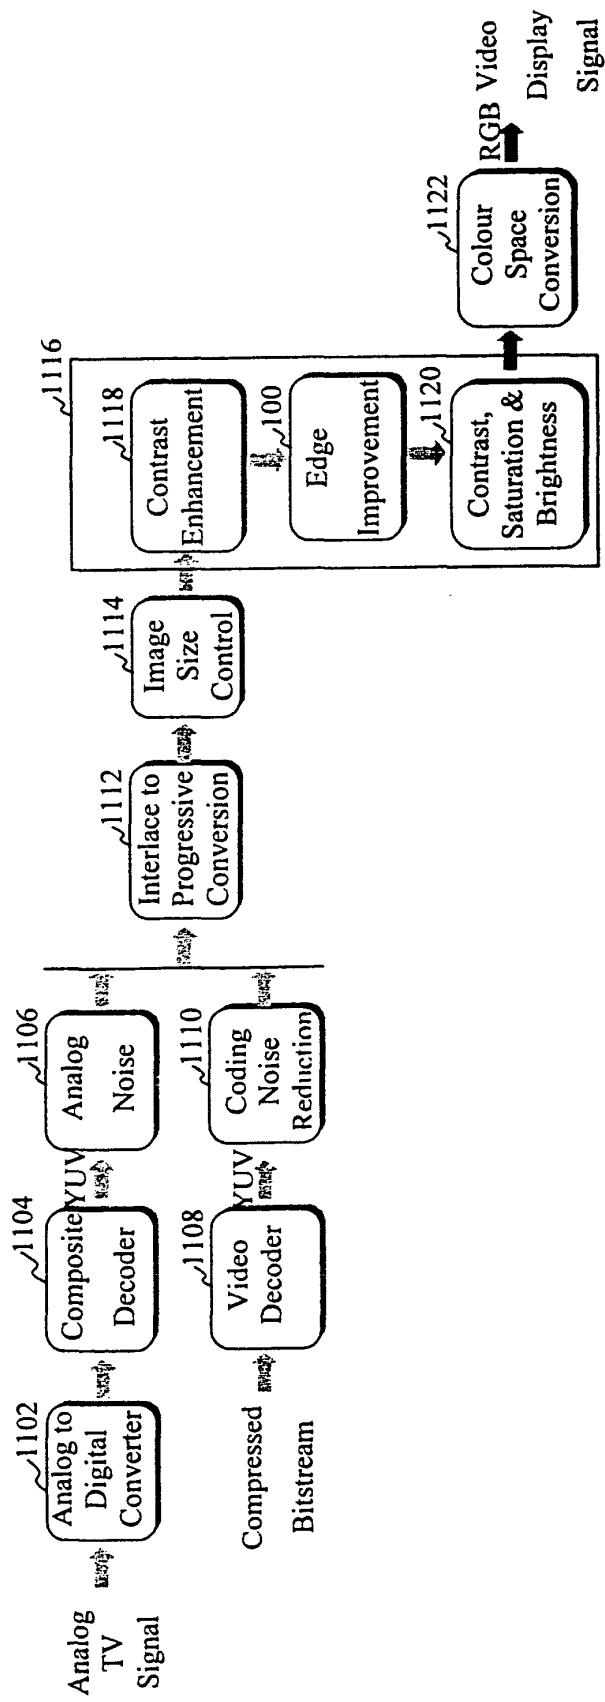 Analog
TV
Signal
1102
Analog to
Digital
Converter
1104
Composite
Decoder
YUV
1106
Analog
Noise
Compressed
Bitstream
1108
Video
Decoder
YUV
1110
Coding
Noise
Reduction
1112
Interlace to
Progressive
Conversion
1114
Image
Size
Control
1116
1118
Contrast
Enhancement
100
Edge
Improvement
1120
Contrast,
Saturation &
Brightness
1122
Colour
Space
Conversion
RGB Video
Display
Signal